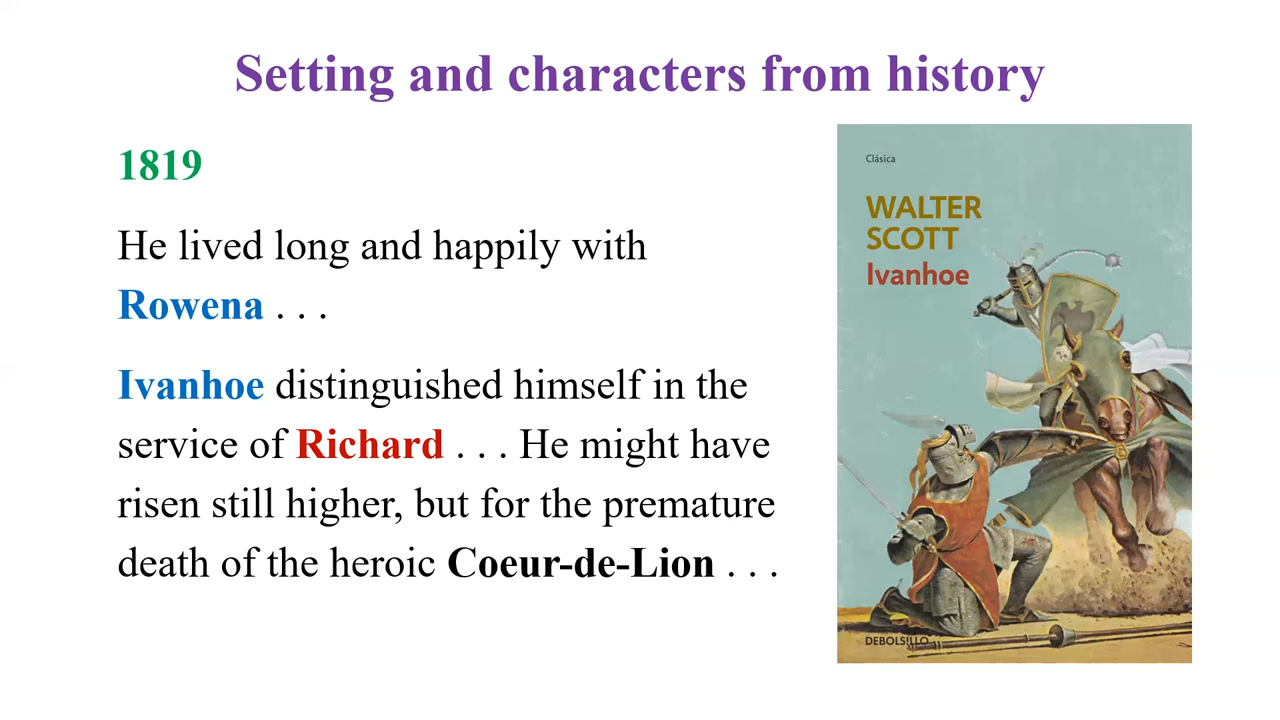 Setting and characters from history
1819
He lived long and happily with
Rowena . . .
Ivanhoe distinguished himself in the
service of Richard . . . He might have
risen still higher, but for the premature
death of the heroic Coeur-de-Lion . . .
Clásica
WALTER
SCOTT
Ivanhoe
DEBOLS!LLO